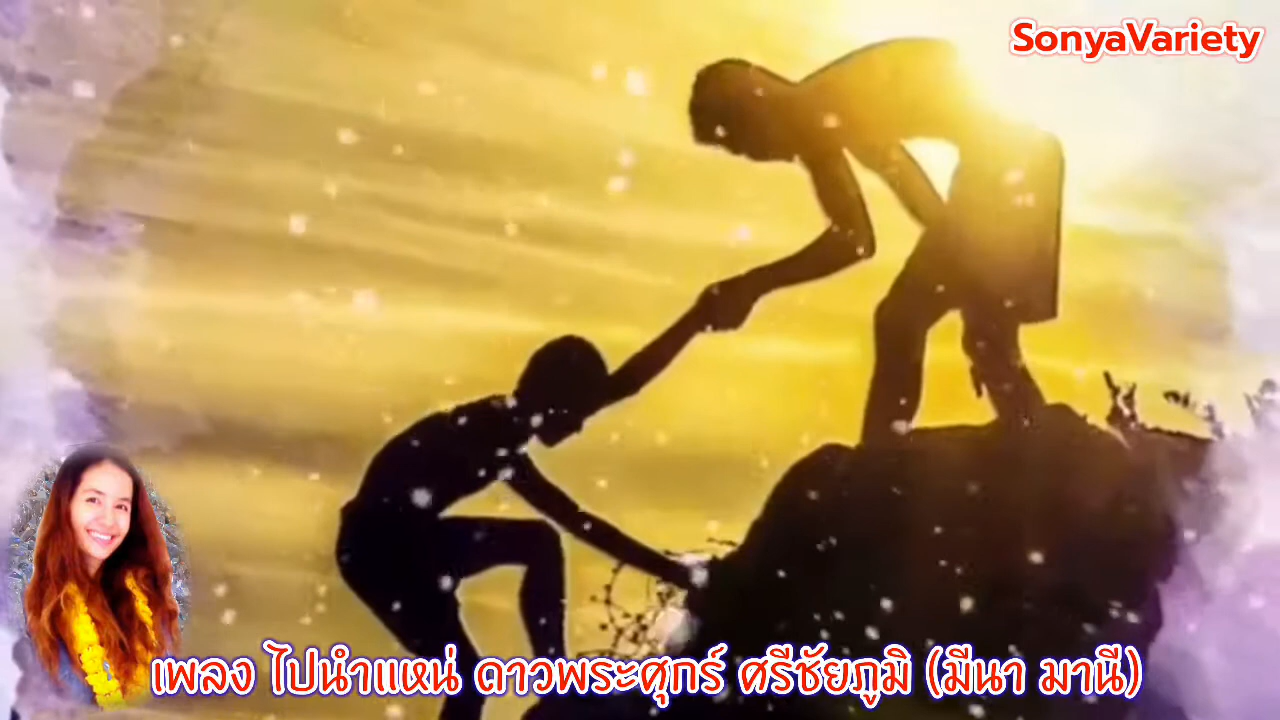 SonyaVariety
เพลง ไปนำแหน่ ดาวพระศุกร์ ศรีชัยภูมิ (มีนา มานี)